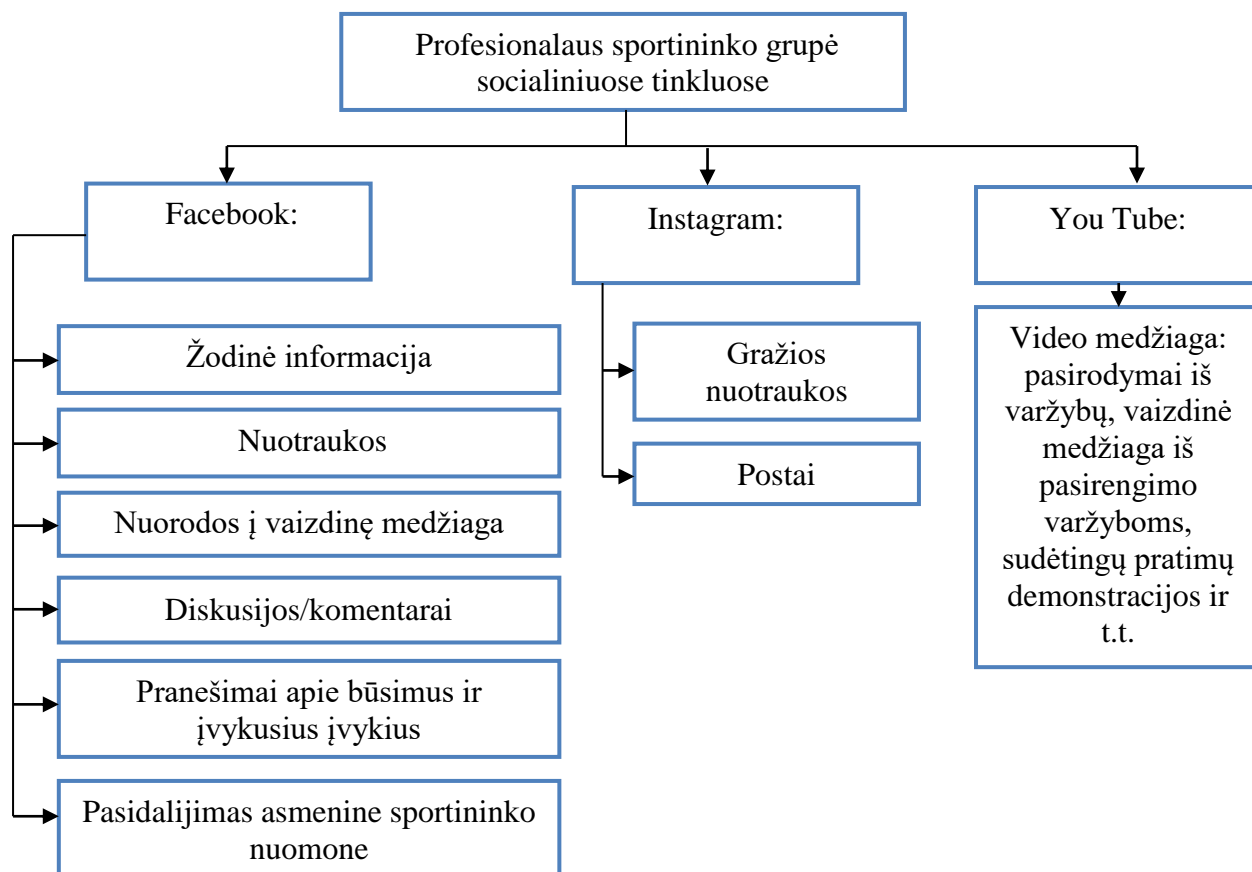 Profesionalaus sportininko grupė
socialiniuose tinkluose
Facebook:
Instagram:
You Tube:
Žodinė informacija
Nuotraukos
Nuorodos į vaizdinę medžiaga
Diskusijos/komentarai
Pranešimai apie būsimus ir
įvykusius įvykius
Pasidalijimas asmenine sportininko
nuomone
Gražios
nuotraukos
Postai
Video medžiaga:
pasirodymai iš
varžybų, vaizdinė
medžiaga iš
pasirengimo
varžyboms,
sudėtingų pratimų
demonstracijos ir
t.t.